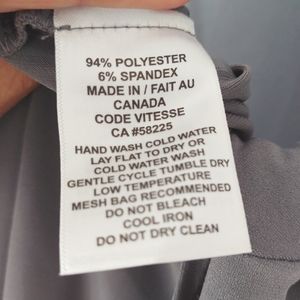 94% POLYESTER
6% SPANDEX
MADE IN / FAIT AU
CANADA
CODE VITESSE
CA #58225
HAND WASH COLD WATER
LAY FLAT TO DRY OR
COLD WATER WASH
GENTLE CYCLE TUMBLE DRY
LOW TEMPERATURE
MESH BAG RECOMMENDED
DO NOT BLEACH
COOL IRON
DO NOT DRY CLEAN